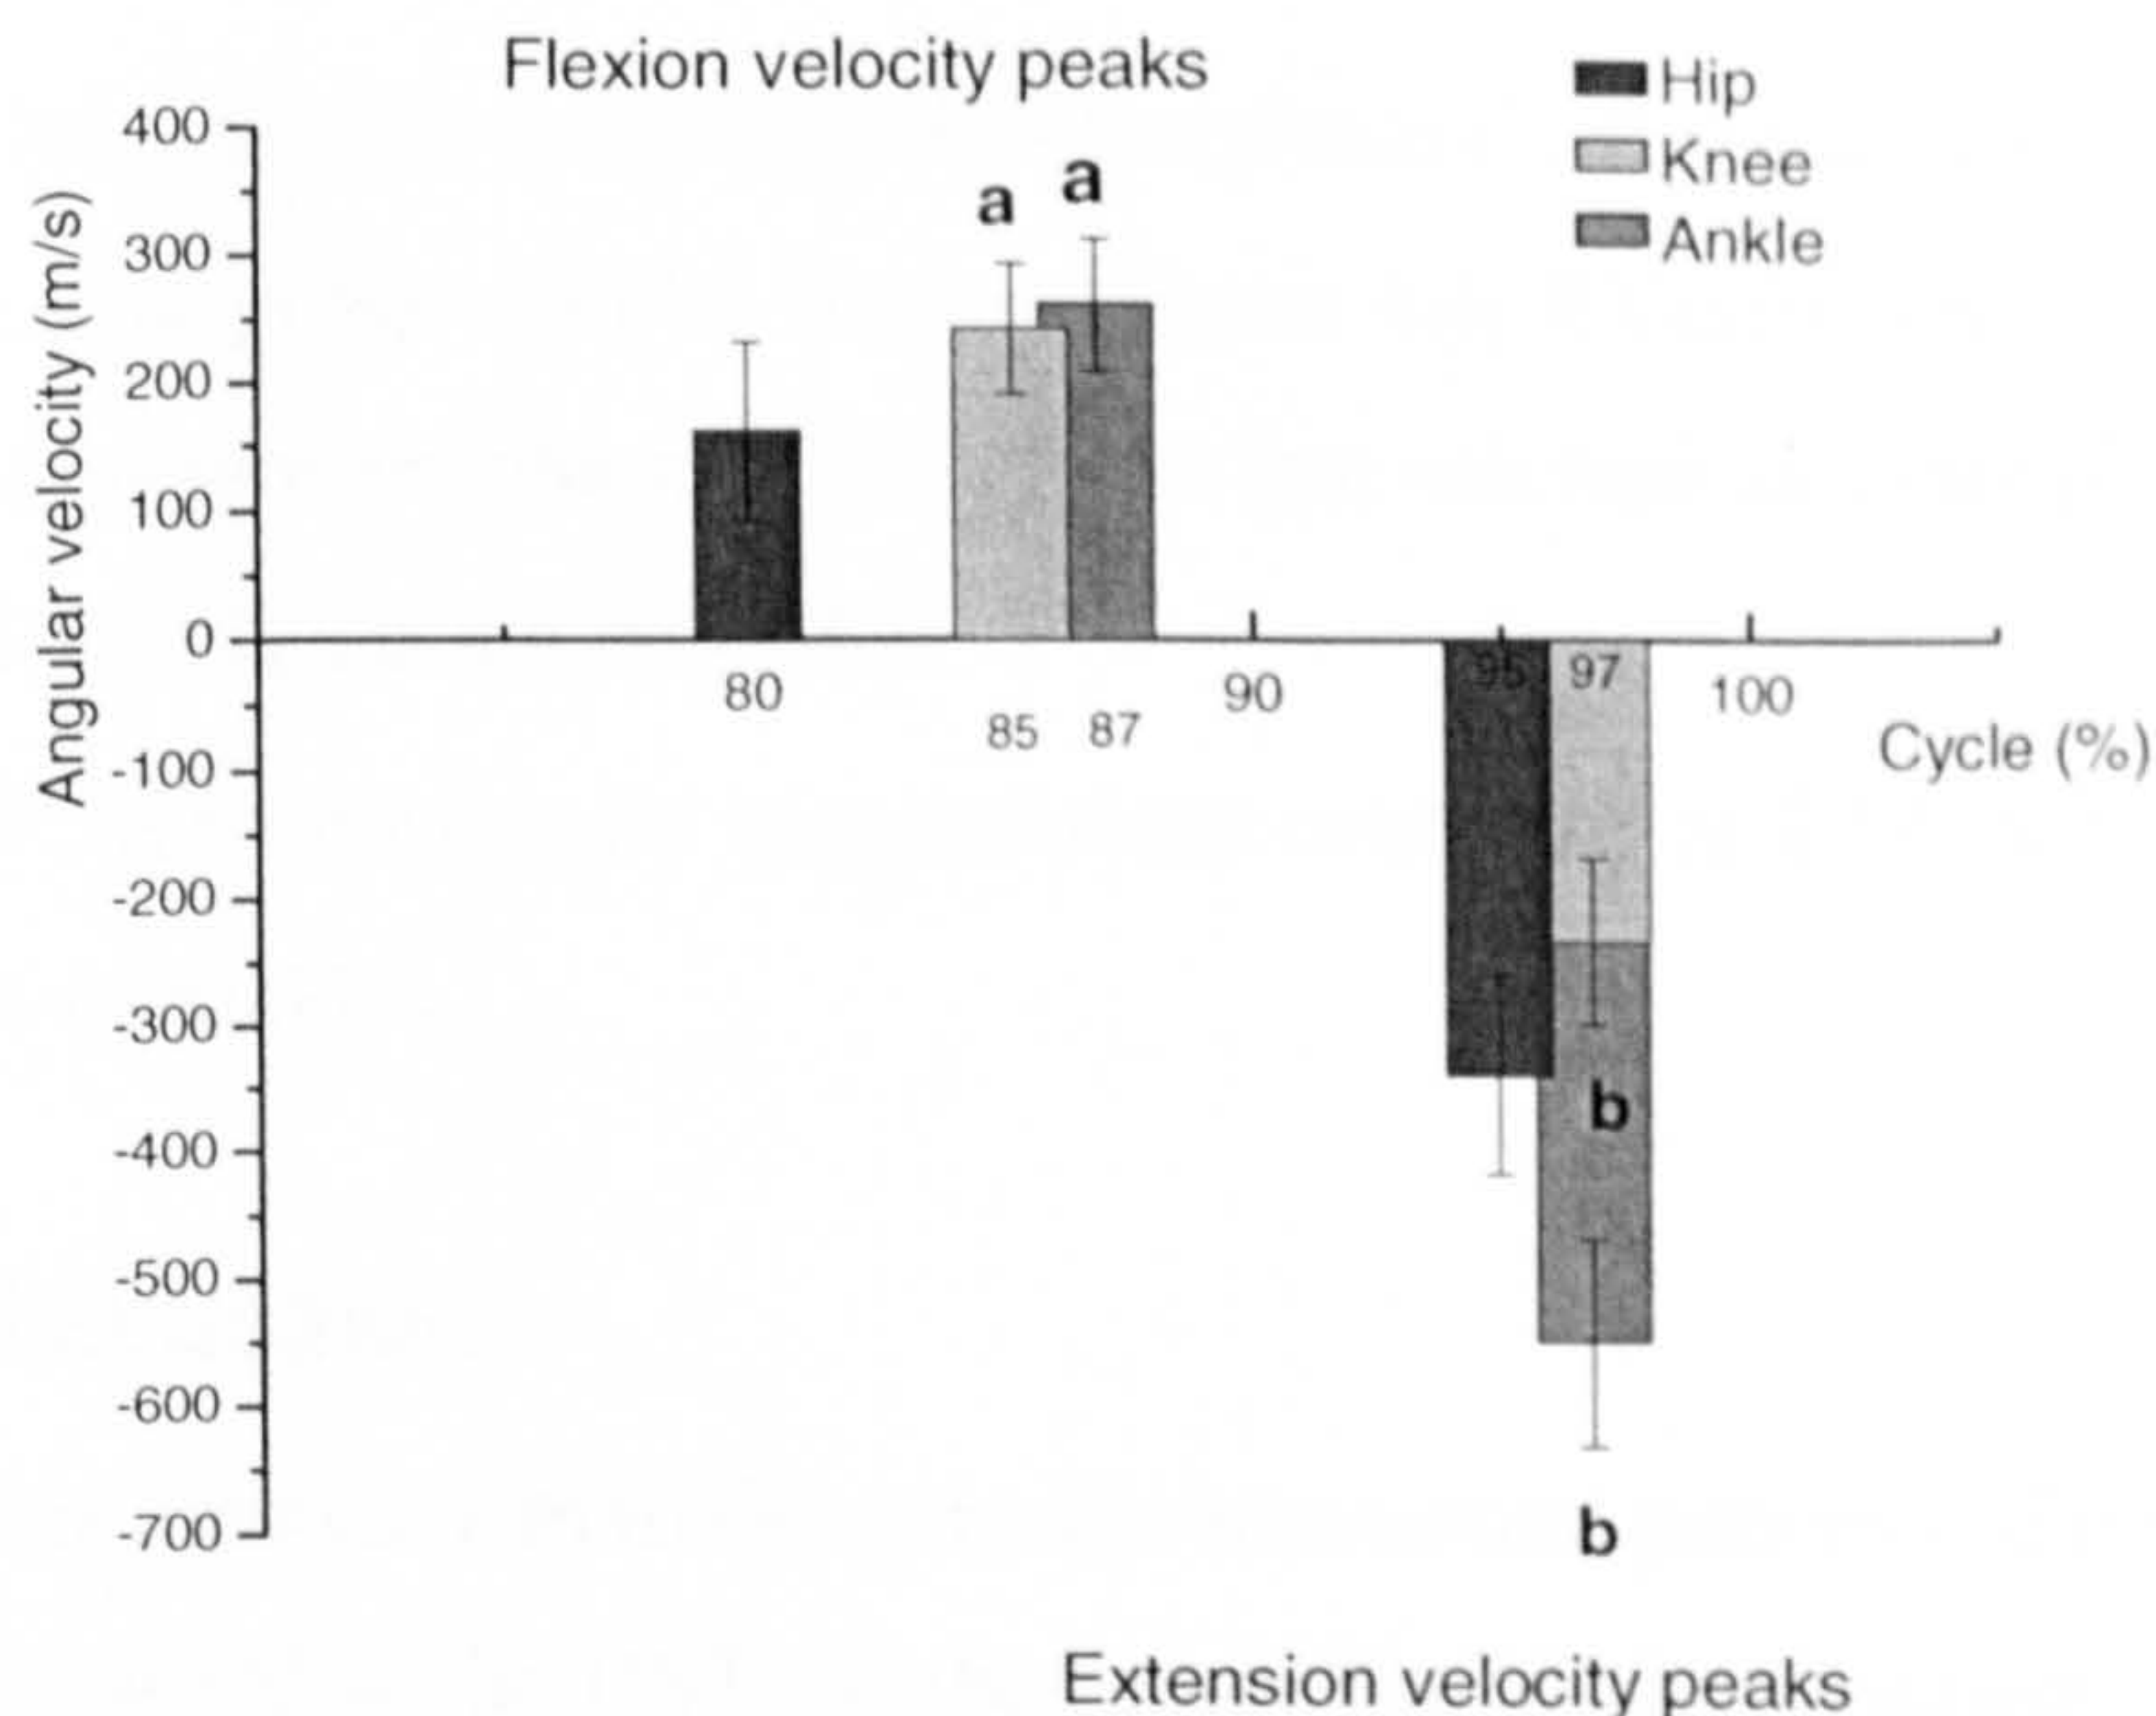 Flexion velocity peaks
Hip
Knee
Ankle
Angular velocity (m/s)
400
300
200
100
0
-100
-200
-300
-400
-500
-600
-700
a a
80
85 87
90
95 97
100
Cycle (%)
b
b
Extension velocity peaks